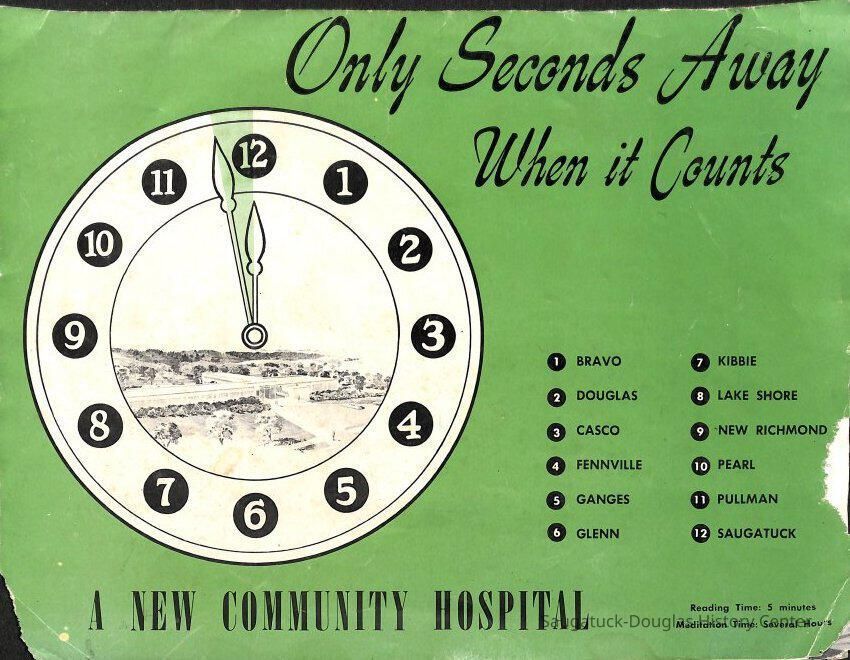 Only Seconds Away
When it Counts
12
11
1
10
2
9
3
8
4
7
5
6
1 BRAVO
2 DOUGLAS
3 CASCO
4 FENNVILLE
5 GANGES
6 GLENN
7 KIBBIE
8 LAKE SHORE
9 NEW RICHMOND
10 PEARL
11 PULLMAN
12 SAUGATUCK
A NEW COMMUNITY HOSPITAL
Reading Time: 5 minutes
Meditation Time: Several Hours
Saugatuck-Douglas History Center